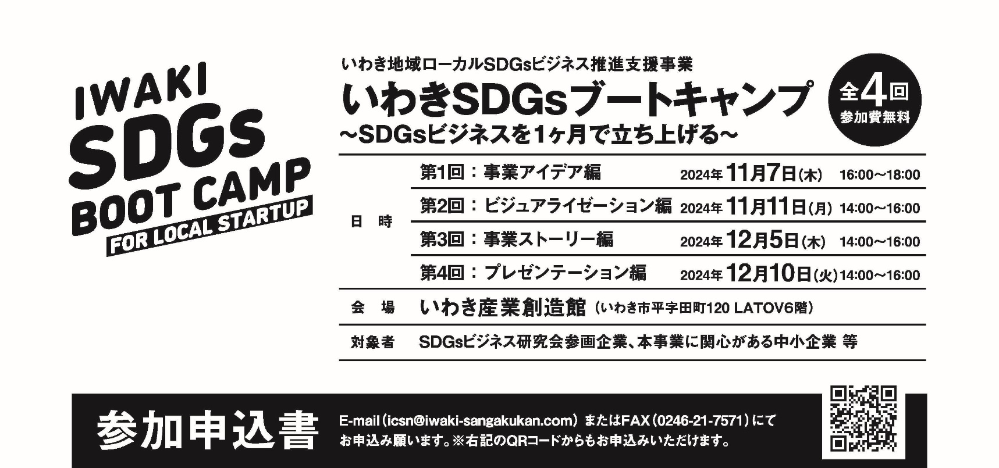 IWAKI
SDGs
BOOT CAMP
FOR LOCAL STARTUP
いわき地域ローカルSDGsビジネス推進支援事業
いわきSDGsブートキャンプ
～SDGsビジネスを1ヶ月で立ち上げる～
全4回
参加費無料
日時
第1回：事業アイデア編 2024年11月7日（木） 16:00～18:00
第2回：ビジュアライゼーション編 2024年11月11日（月） 14:00～16:00
第3回：事業ストーリー編 2024年12月5日（木） 14:00～16:00
第4回：プレゼンテーション編 2024年12月10日（火） 14:00～16:00
会場 いわき産業創造館（いわき市平字田町120 LATOV6階）
対象者 SDGsビジネス研究会参画企業、本事業に関心がある中小企業 等
参加申込書
E-mail（icsn@iwaki-sangakukan.com）またはFAX（0246-21-7571）にて
お申込み願います。※右記のQRコードからもお申込みいただけます。